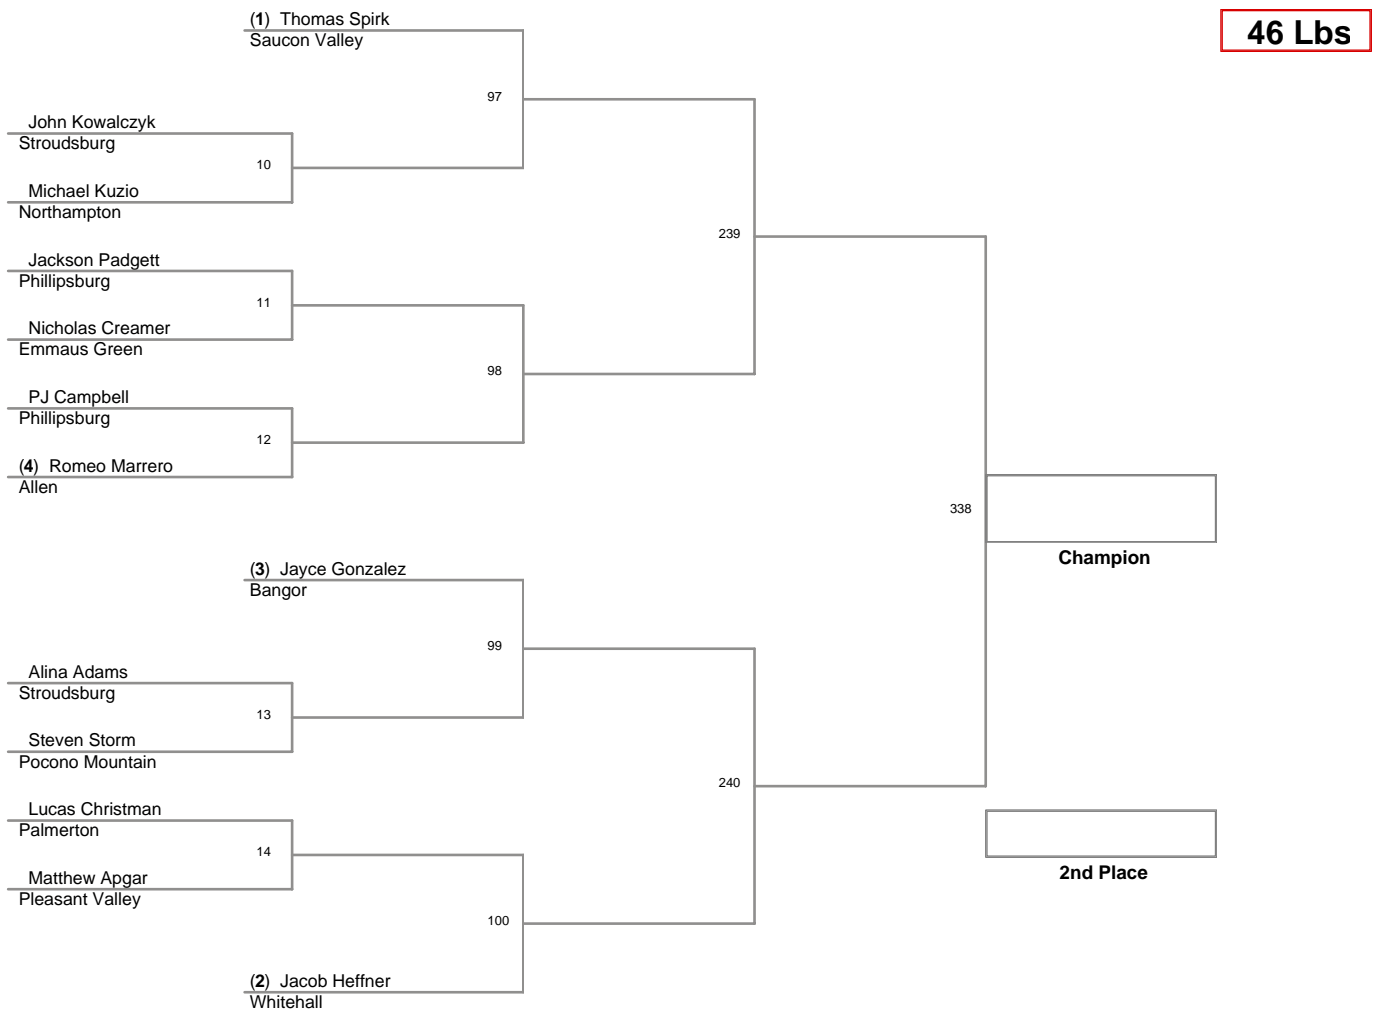 (1) Thomas Spirk
Saucon Valley
46 Lbs
97
John Kowalczyk
Stroudsburg
10
Michael Kuzio
Northampton
239
Jackson Padgett
Phillipsburg
11
Nicholas Creamer
Emmaus Green
98
PJ Campbell
Phillipsburg
12
(4) Romeo Marrero
Allen
338
Champion
(3) Jayce Gonzalez
Bangor
99
Alina Adams
Stroudsburg
13
Steven Storm
Pocono Mountain
240
Lucas Christman
Palmerton
14
Matthew Apgar
Pleasant Valley
2nd Place
100
(2) Jacob Heffner
Whitehall